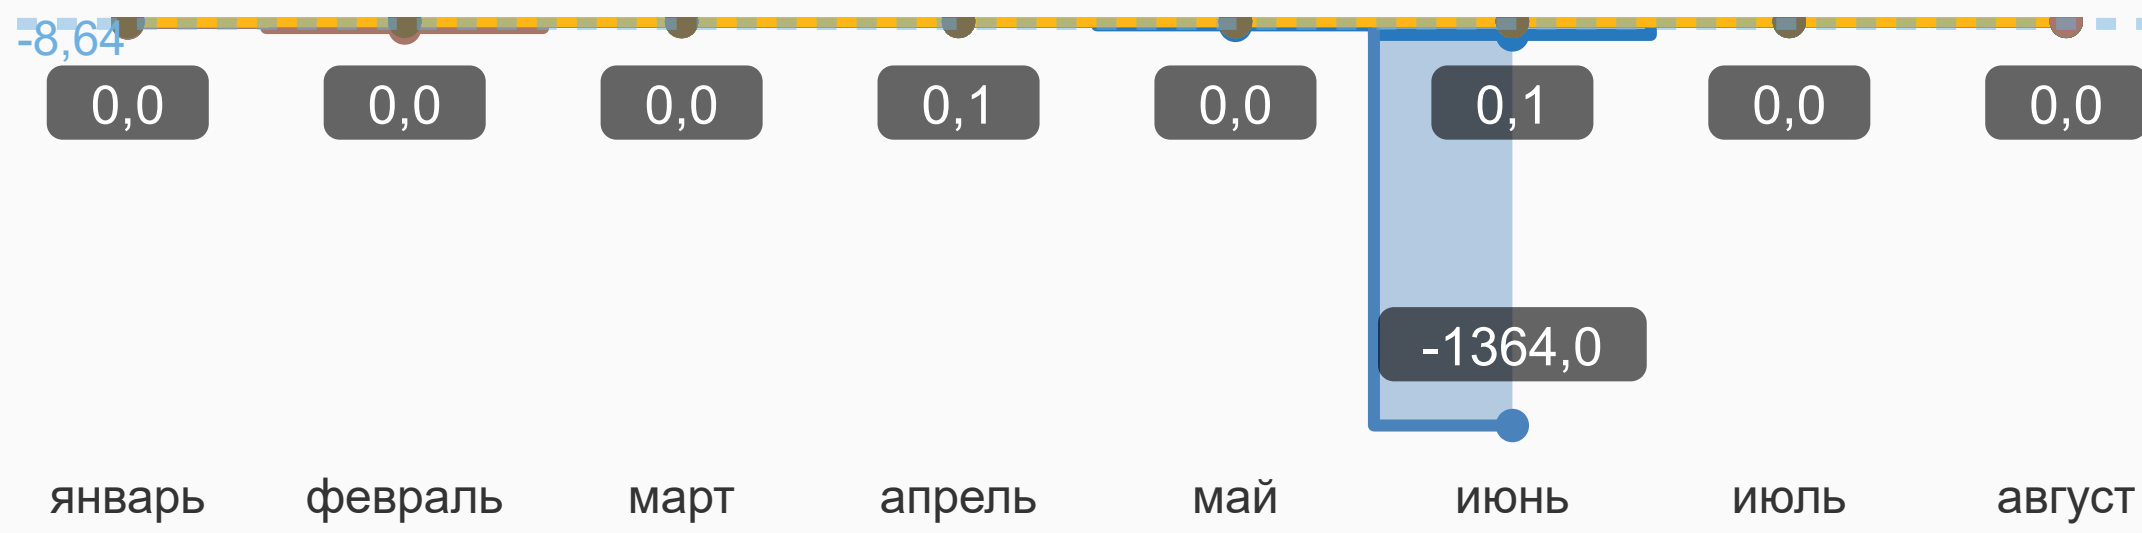 -8,64
0,0 0,0 0,0 0,1 0,0 0,1 0,0 0,0
-1364,0
январь февраль март апрель май июнь июль август